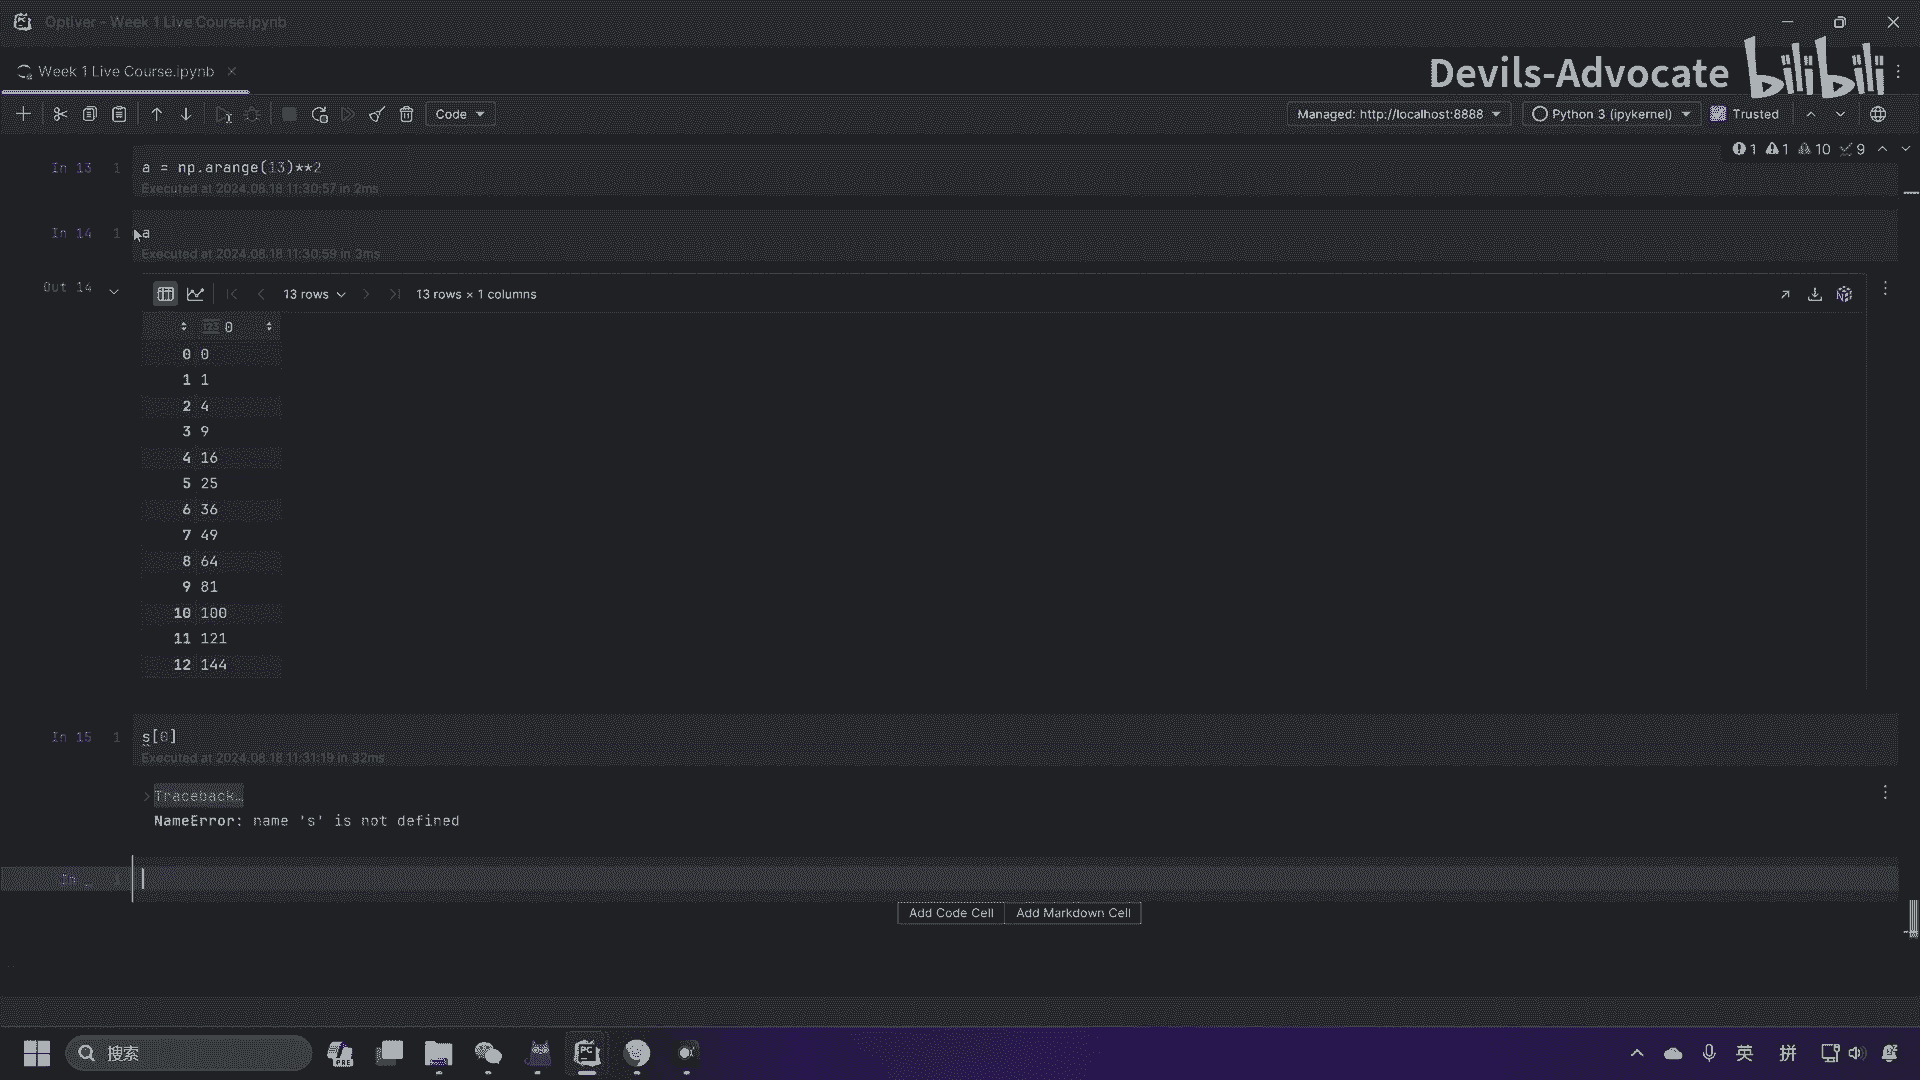 Optiver – Week 1 Live Course.ipynb
Week 1 Live Course.ipynb
Devils-Advocate bilibili
Code
Managed: http://localhost:8888
Python 3 (ipykernel)
Trusted
1 1 10 9
In 13 1 a = np.arange(13)**2
Executed at 2024.08.18 11:30:57 in 2ms
In 14 1 a
Executed at 2024.08.18 11:30:59 in 3ms
Out 14 13 rows 13 rows × 1 columns
123 0
0 0
1 1
2 4
3 9
4 16
5 25
6 36
7 49
8 64
9 81
10 100
11 121
12 144
In 15 1 s[0]
Executed at 2024.08.18 11:31:19 in 32ms
Traceback…
NameError: name 's' is not defined
In _ 1
Add Code Cell Add Markdown Cell
搜索
PRE
PC
英
拼